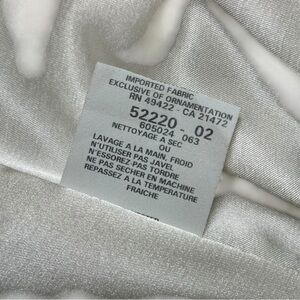 IMPORTED FABRIC
EXCLUSIVE OF ORNAMENTATION
RN 49422 - CA 21472
52220 - 02
605024 063
NETTOYAGE A SEC
OU
LAVAGE A LA MAIN, FROID
N'UTILISER PAS JAVEL
N'ESSOREZ-PAS TORDRE
NE PAS SECHER EN MACHINE
REPASSEZ A LA TEMPERATURE
FRAICHE